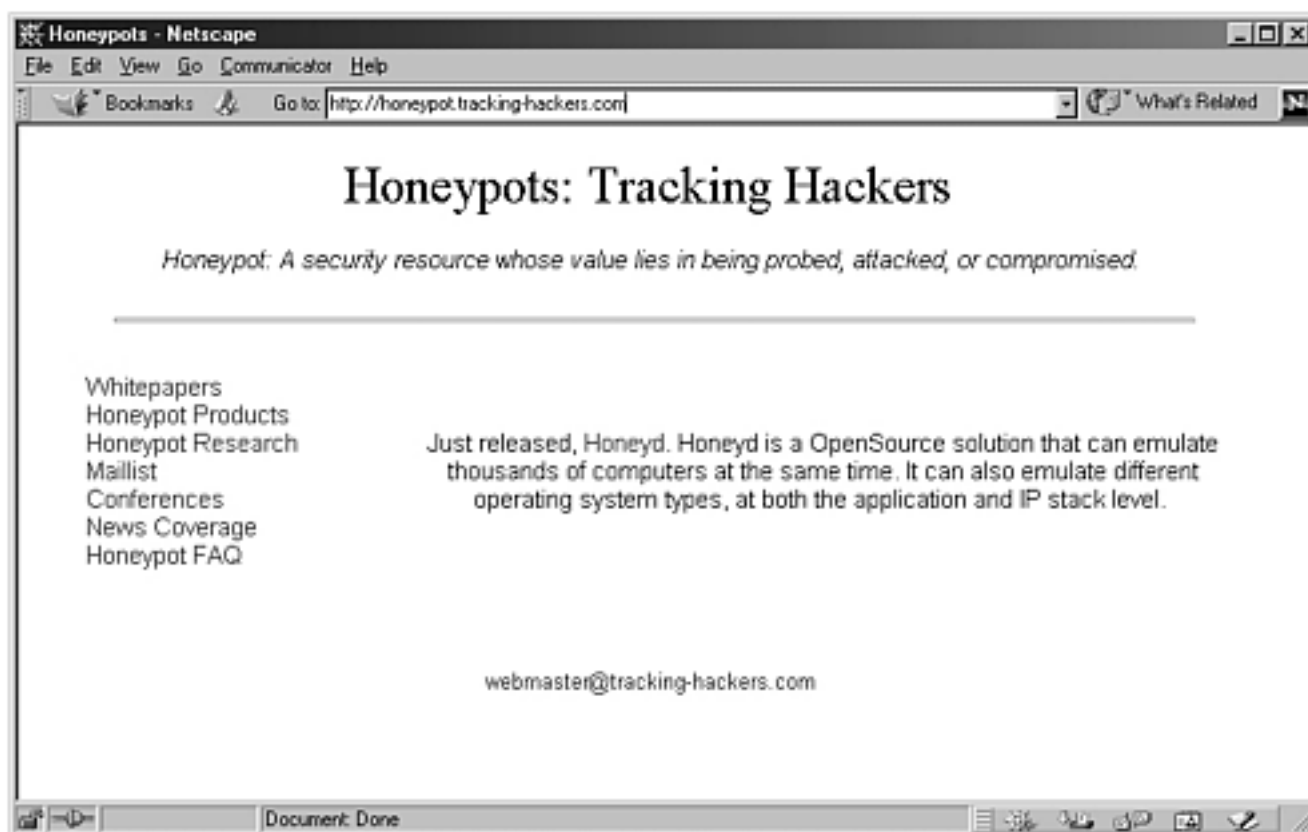 Honeypots - Netscape
File Edit View Go Communicator Help
Bookmarks Go to: http://honeypot.tracking-hackers.com What's Related N
Honeypots: Tracking Hackers
Honeypot: A security resource whose value lies in being probed, attacked, or compromised.
Whitepapers
Honeypot Products
Honeypot Research
Maillist
Conferences
News Coverage
Honeypot FAQ
Just released, Honeyd. Honeyd is a OpenSource solution that can emulate
thousands of computers at the same time. It can also emulate different
operating system types, at both the application and IP stack level.
webmaster@tracking-hackers.com
Document: Done